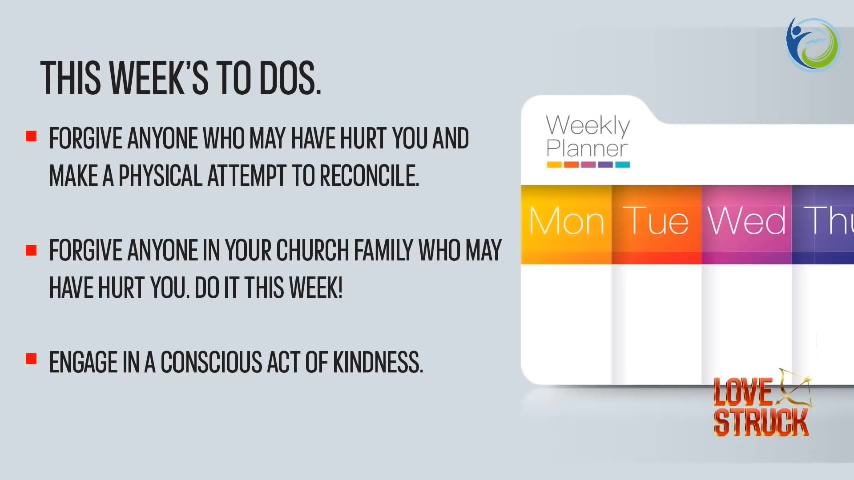 THIS WEEK'S TO DOS.
FORGIVE ANYONE WHO MAY HAVE HURT YOU AND
MAKE A PHYSICAL ATTEMPT TO RECONCILE.
FORGIVE ANYONE IN YOUR CHURCH FAMILY WHO MAY
HAVE HURT YOU. DO IT THIS WEEK!
ENGAGE IN A CONSCIOUS ACT OF KINDNESS.
Weekly
Planner
Mon Tue Wed Thu
LOVE
STRUCK